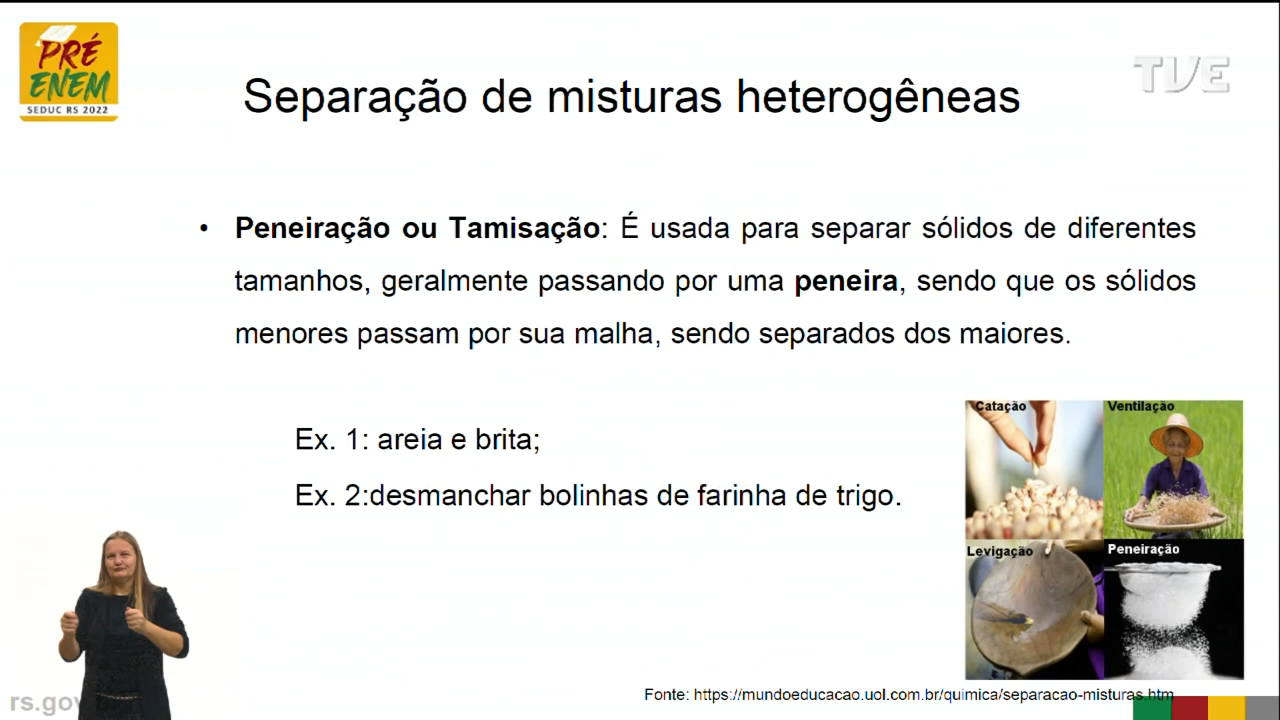 PRÉ
ENEM
SEDUC RS 2022
TVE
Separação de misturas heterogêneas
• Peneiração ou Tamisação: É usada para separar sólidos de diferentes
tamanhos, geralmente passando por uma peneira, sendo que os sólidos
menores passam por sua malha, sendo separados dos maiores.
Ex. 1: areia e brita;
Ex. 2:desmanchar bolinhas de farinha de trigo.
Catação
Ventilação
Levigação
Peneiração
Fonte: https://mundoeducacao.uol.com.br/quimica/separacao-misturas.htm